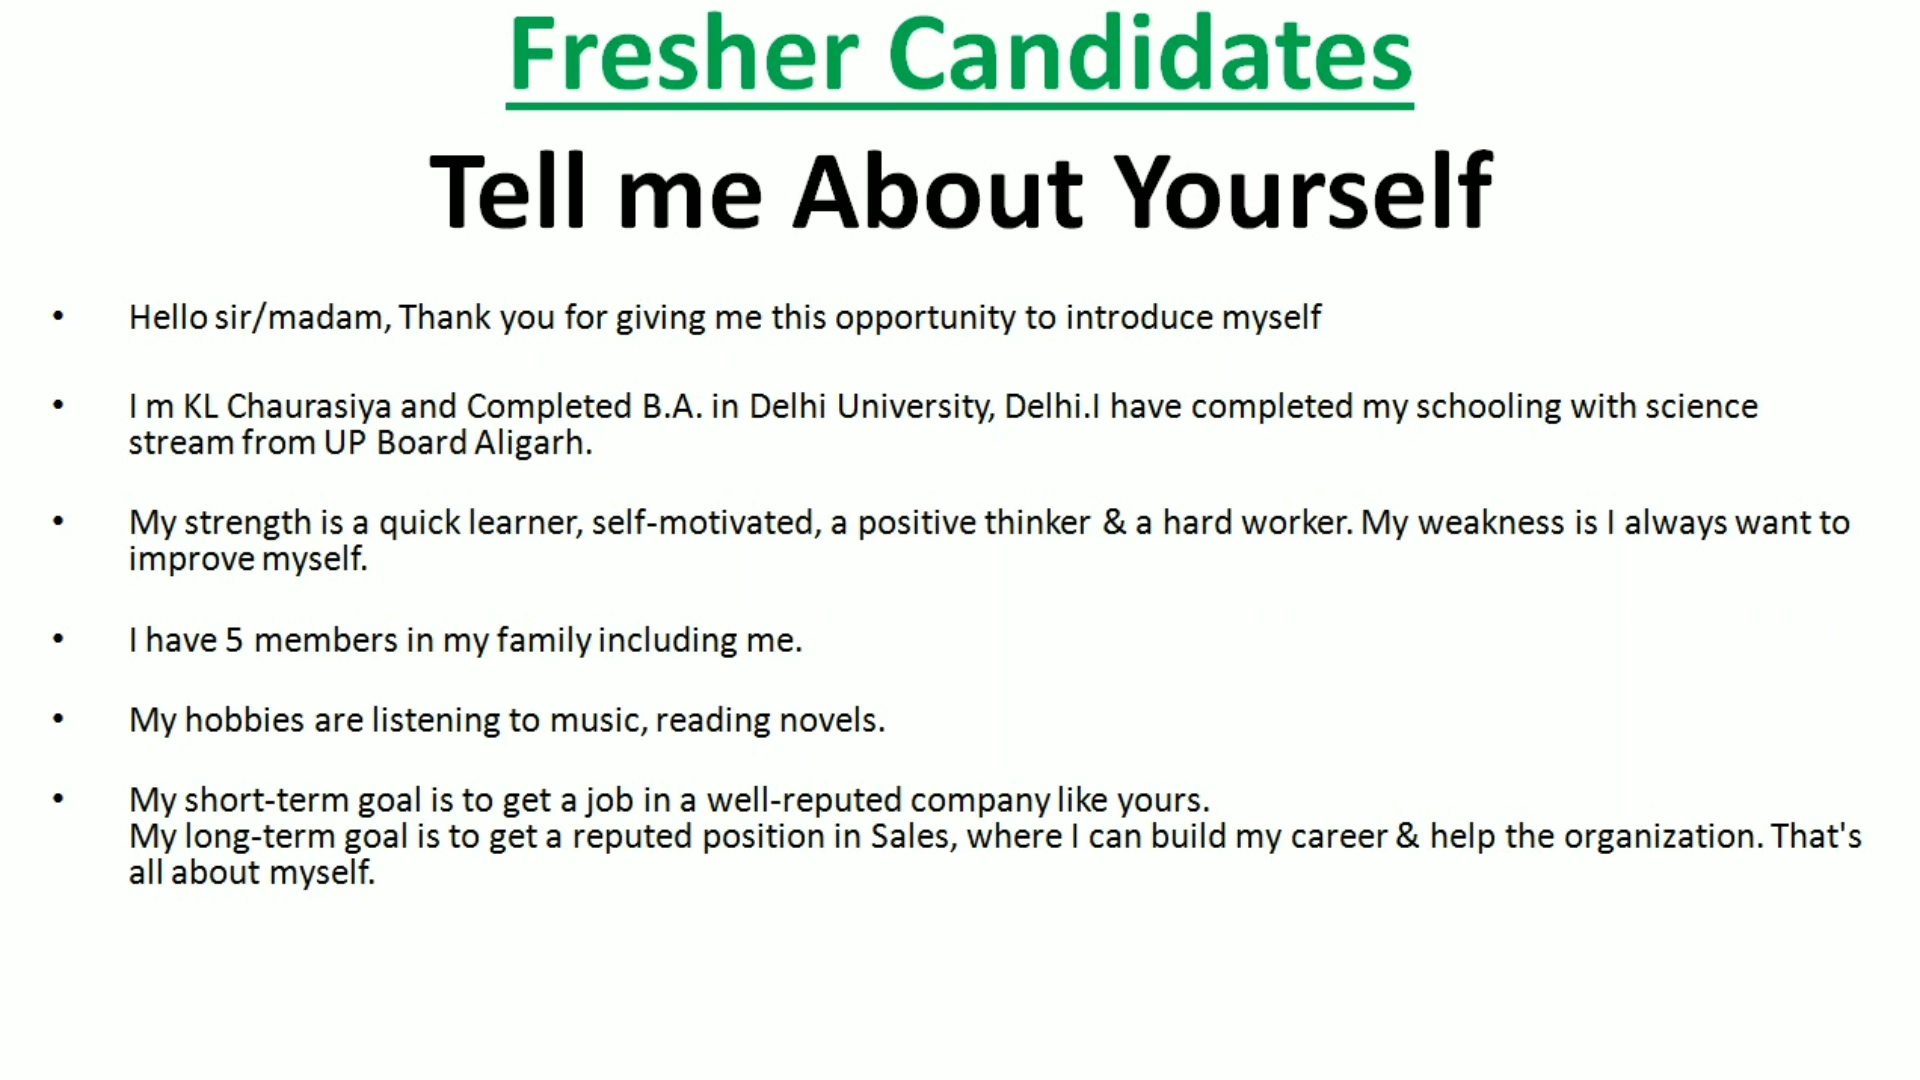 Fresher Candidates
Tell me About Yourself
• Hello sir/madam, Thank you for giving me this opportunity to introduce myself
• I m KL Chaurasiya and Completed B.A. in Delhi University, Delhi.I have completed my schooling with science
stream from UP Board Aligarh.
• My strength is a quick learner, self-motivated, a positive thinker & a hard worker. My weakness is I always want to
improve myself.
• I have 5 members in my family including me.
• My hobbies are listening to music, reading novels.
• My short-term goal is to get a job in a well-reputed company like yours.
My long-term goal is to get a reputed position in Sales, where I can build my career & help the organization. That's
all about myself.